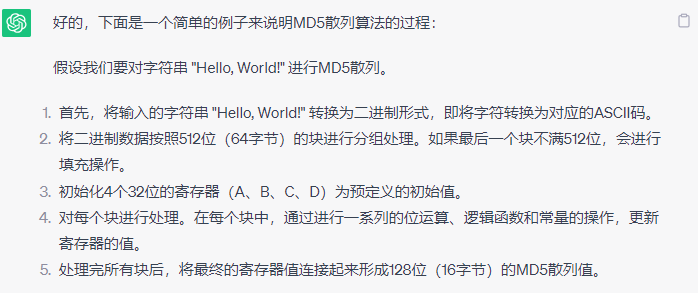 好的，下面是一个简单的例子来说明MD5散列算法的过程：
假设我们要对字符串 "Hello, World!" 进行MD5散列。
1. 首先，将输入的字符串 "Hello, World!" 转换为二进制形式，即将字符转换为对应的ASCII码。
2. 将二进制数据按照512位（64字节）的块进行分组处理。如果最后一个块不满512位，会进行
填充操作。
3. 初始化4个32位的寄存器（A、B、C、D）为预定义的初始值。
4. 对每个块进行处理。在每个块中，通过进行一系列的位运算、逻辑函数和常量的操作，更新
寄存器的值。
5. 处理完所有块后，将最终的寄存器值连接起来形成128位（16字节）的MD5散列值。